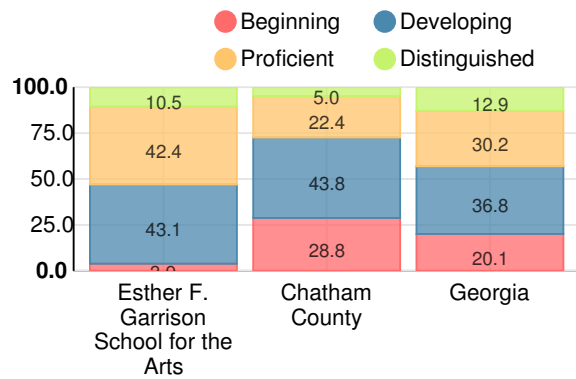 Beginning Developing
Proficient Distinguished
100.0
75.0
50.0
25.0
0.0
10.5
42.4
43.1
5.0
22.4
43.8
28.8
12.9
30.2
36.8
20.1
Esther F.
Garrison
School for the
Arts
Chatham
County
Georgia